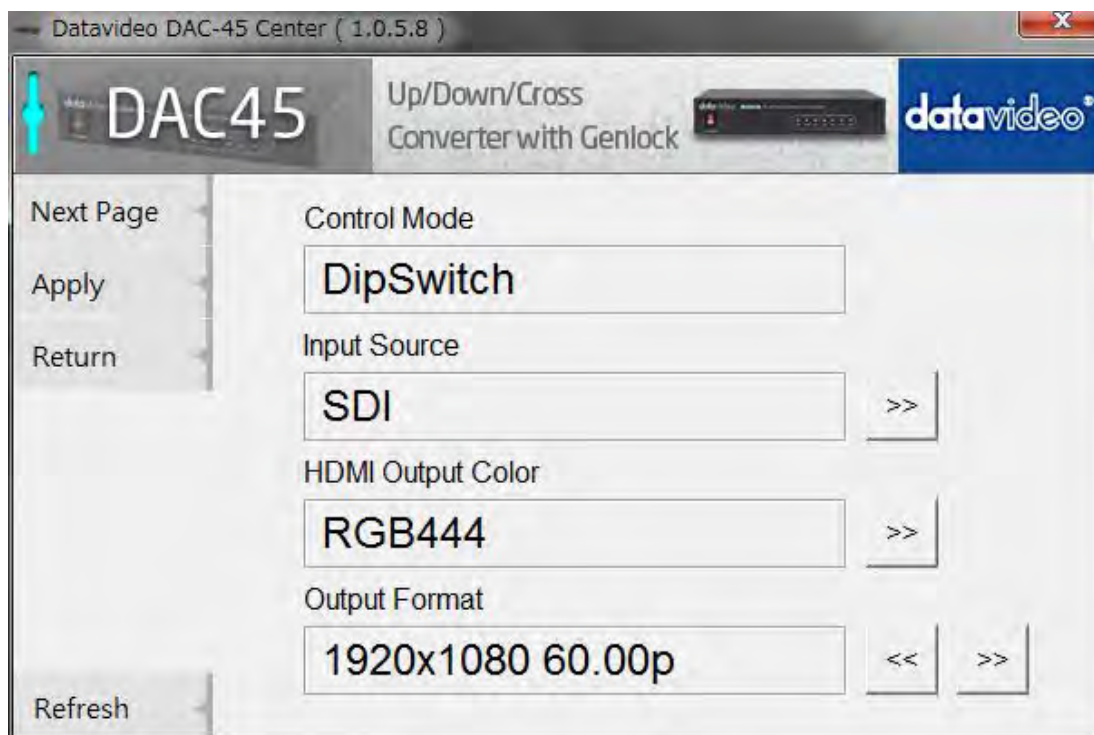 Datavideo DAC-45 Center ( 1.0.5.8 )
X
DAC45
Up/Down/Cross
Converter with Genlock
datavideo®
Next Page
Apply
Return
Control Mode
DipSwitch
Input Source
SDI
>>
HDMI Output Color
RGB444
>>
Output Format
1920x1080 60.00p
<<
>>
Refresh